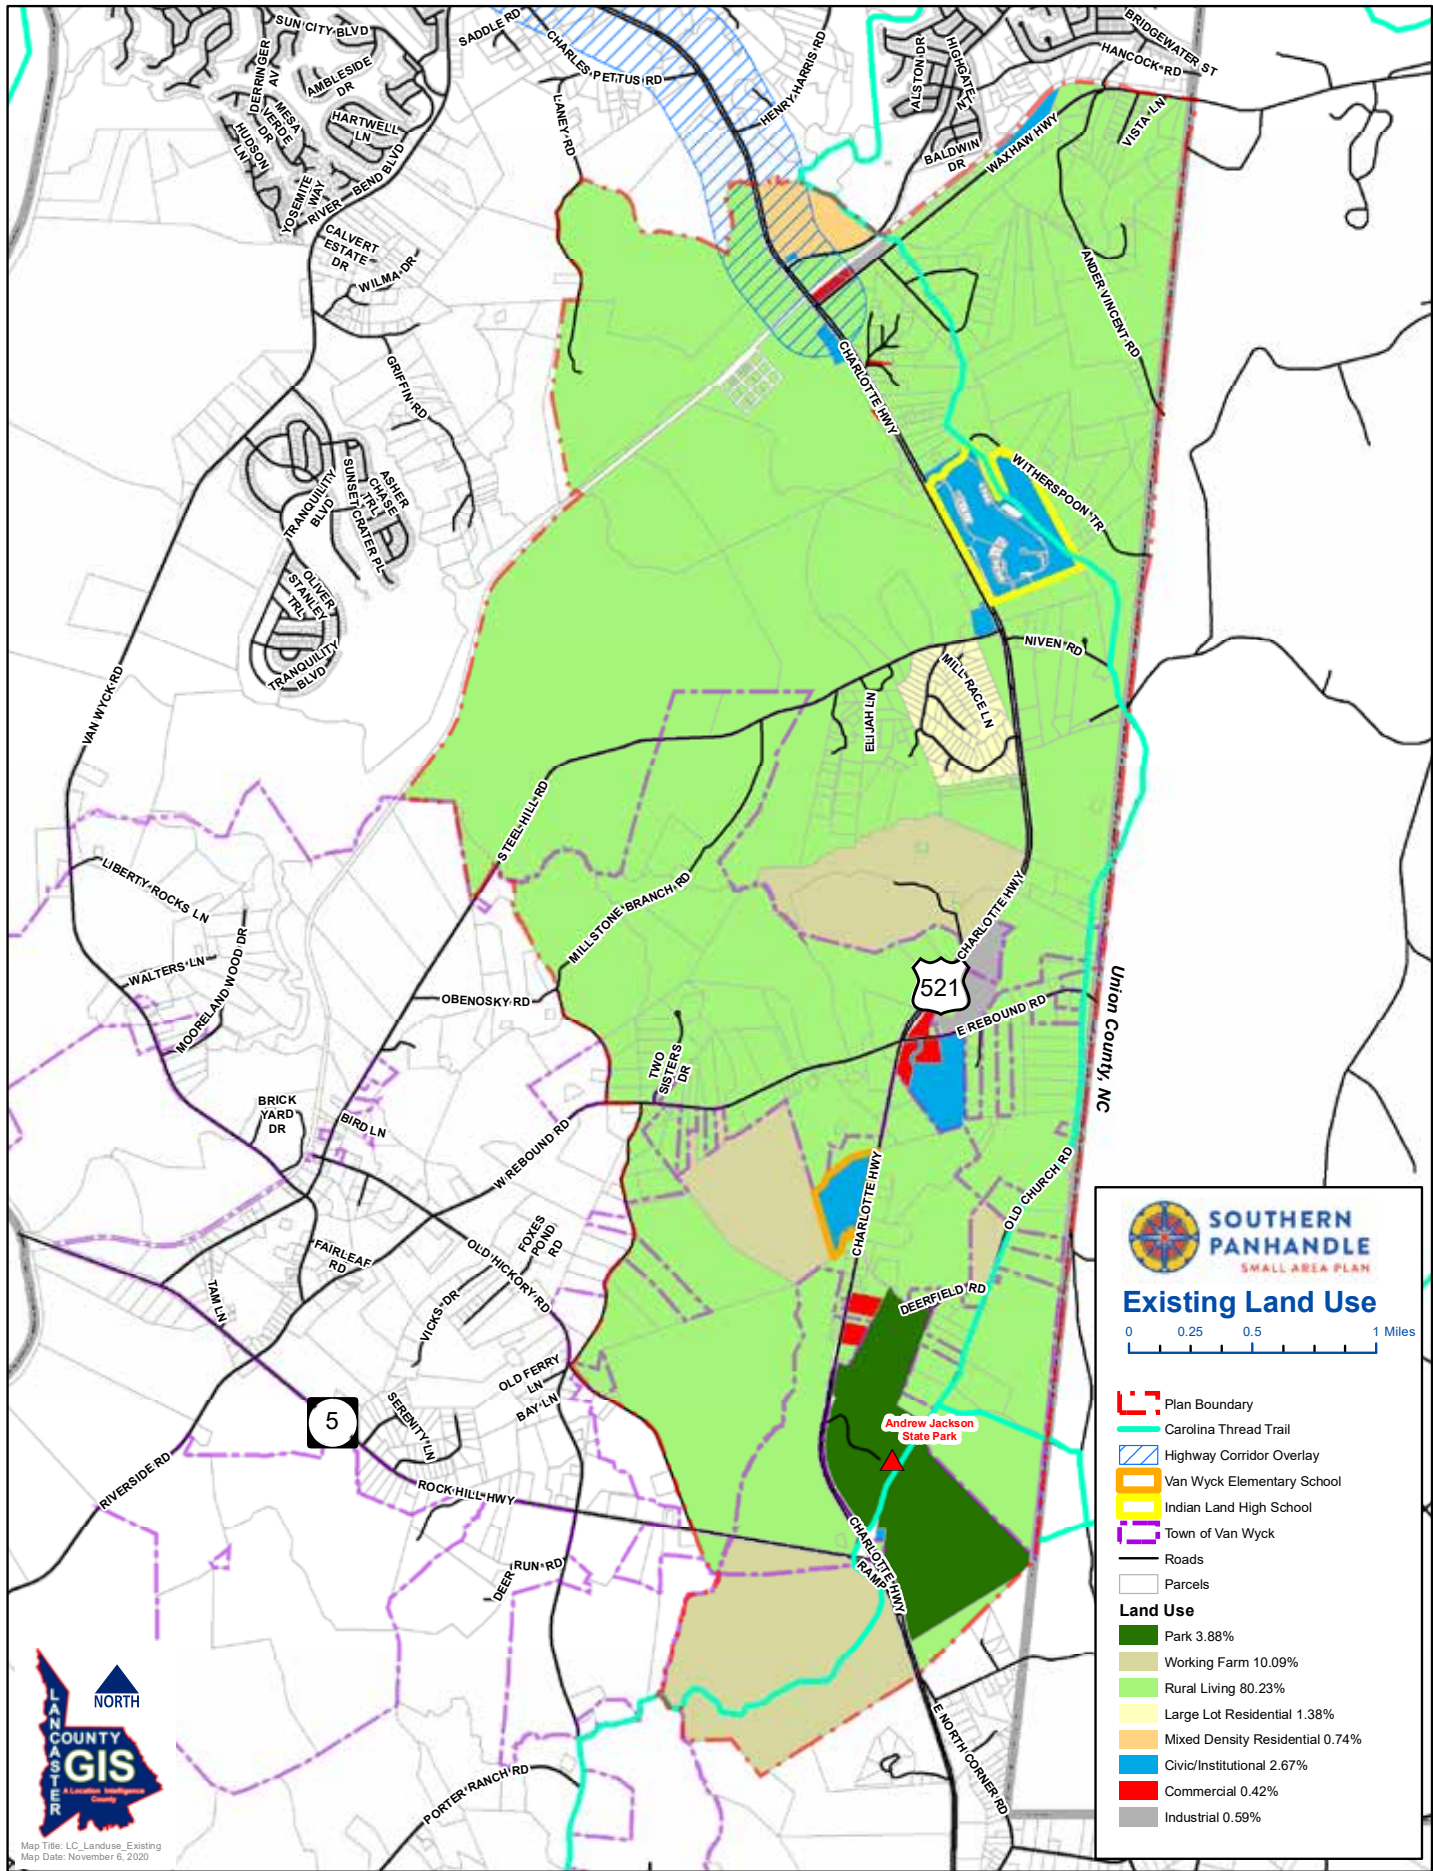 SUN CITY BLVD
SADDLE RD
CHARLES PETTUS RD
HENRY HARRIS RD
ALSTON DR
HIGHGATE
BRIDGEWATER ST
HANCOCK RD
DERRINGER
AV
AMBLESIDE
DR
MESA
VERDE
DR
HARTWELL
LN
HUDSON
LN
LANEY RD
BALDWIN
DR
WAXHAW HWY
VISTA LN
YOSEMITE
WAY
RIVER BEND BLVD
CALVERT
ESTATE
DR
WILMA DR
ANDER VINCENT RD
GRIFFIN RD
CHARLOTTE HWY
TRANQUILITY
BLVD
SUNSET CRATER PL
ASHER
CHASE
TRL
WITHERSPOON TR
OLIVER
STANLEY
TRL
TRANQUILITY
BLVD
VAN WYCK RD
NIVEN RD
MILL RACE LN
ELIJAH LN
STEEL HILL RD
LIBERTY ROCKS LN
MILLSTONE BRANCH RD
CHARLOTTE HWY
WALTERS LN
MOORELAND WOOD DR
OBENOSKY RD
521
E REBOUND RD
Union County, NC
TWO
SISTERS
DR
BRICK
YARD
DR
BIRD LN
W REBOUND RD
CHARLOTTE HWY
OLD CHURCH RD
FAIRLEAF
RD
FOXES
POND
RD
OLD HICKORY RD
TAM LN
VICKS DR
DEERFIELD RD
OLD FERRY
LN
BAY LN
SERENITY LN
5
Andrew Jackson
State Park
RIVERSIDE RD
ROCK HILL HWY
CHARLOTTE HWY
RAMP
DEER RUN RD
E NORTH CORNER RD
PORTER RANCH RD
SOUTHERN
PANHANDLE
SMALL AREA PLAN
Existing Land Use
0 0.25 0.5 1 Miles
Plan Boundary
Carolina Thread Trail
Highway Corridor Overlay
Van Wyck Elementary School
Indian Land High School
Town of Van Wyck
Roads
Parcels
Land Use
Park 3.88%
Working Farm 10.09%
Rural Living 80.23%
Large Lot Residential 1.38%
Mixed Density Residential 0.74%
Civic/Institutional 2.67%
Commercial 0.42%
Industrial 0.59%
NORTH
LANCASTER
COUNTY
GIS
A Location Intelligence
County
Map Title: LC_Landuse_Existing
Map Date: November 6, 2020